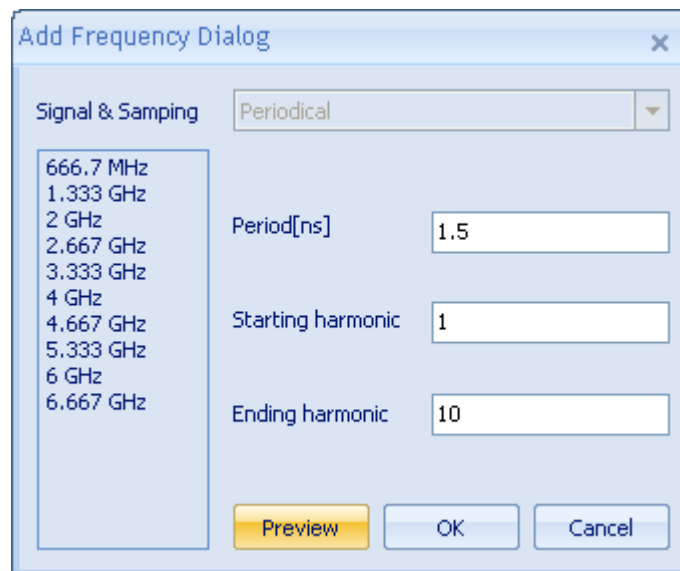 Add Frequency Dialog
Signal & Samping
Periodical
666.7 MHz
1.333 GHz
2 GHz
2.667 GHz
3.333 GHz
4 GHz
4.667 GHz
5.333 GHz
6 GHz
6.667 GHz
Period[ns]
1.5
Starting harmonic
1
Ending harmonic
10
Preview
OK
Cancel